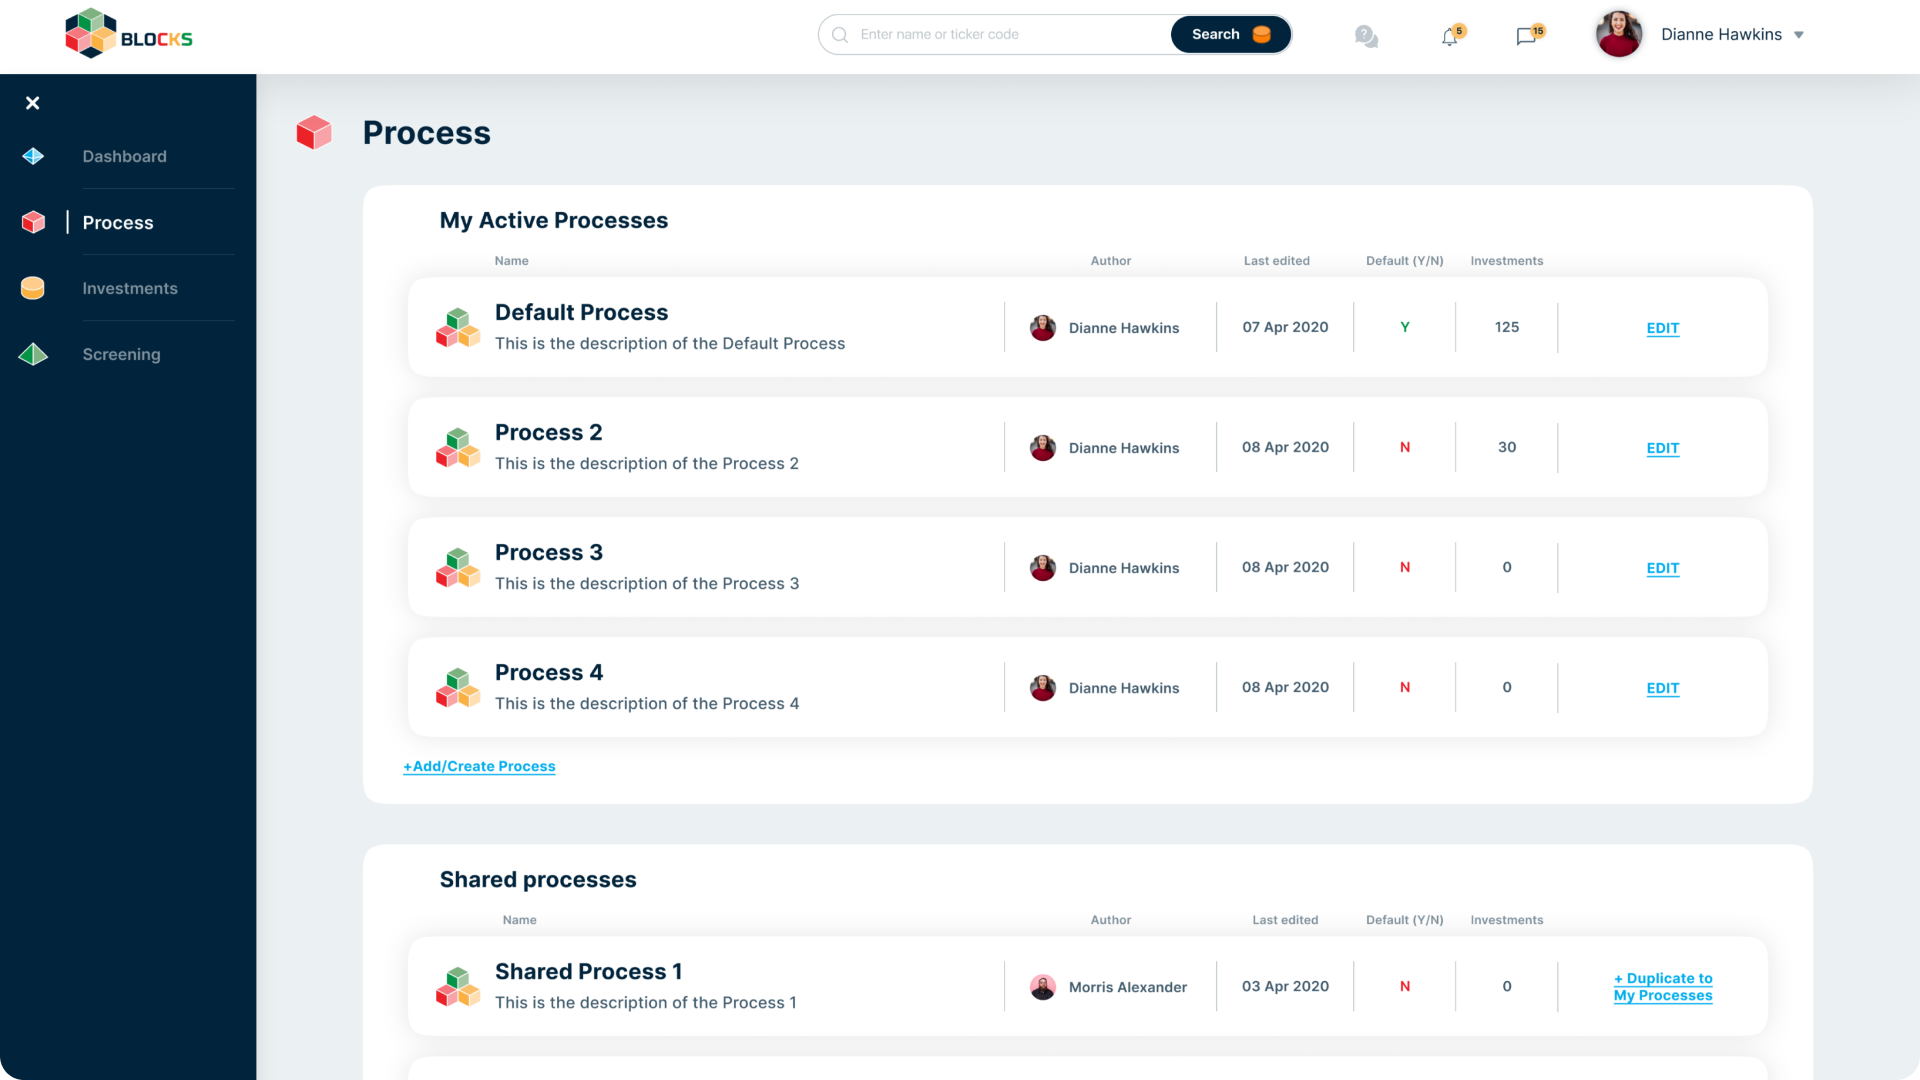 BLOCKS
Enter name or ticker code
Search
5
15
Dianne Hawkins
Dashboard
Process
Investments
Screening
Process
My Active Processes
Name Author Last edited Default (Y/N) Investments
Default Process
This is the description of the Default Process
Dianne Hawkins 07 Apr 2020 Y 125 EDIT
Process 2
This is the description of the Process 2
Dianne Hawkins 08 Apr 2020 N 30 EDIT
Process 3
This is the description of the Process 3
Dianne Hawkins 08 Apr 2020 N 0 EDIT
Process 4
This is the description of the Process 4
Dianne Hawkins 08 Apr 2020 N 0 EDIT
+Add/Create Process
Shared processes
Name Author Last edited Default (Y/N) Investments
Shared Process 1
This is the description of the Process 1
Morris Alexander 03 Apr 2020 N 0
+ Duplicate to
My Processes